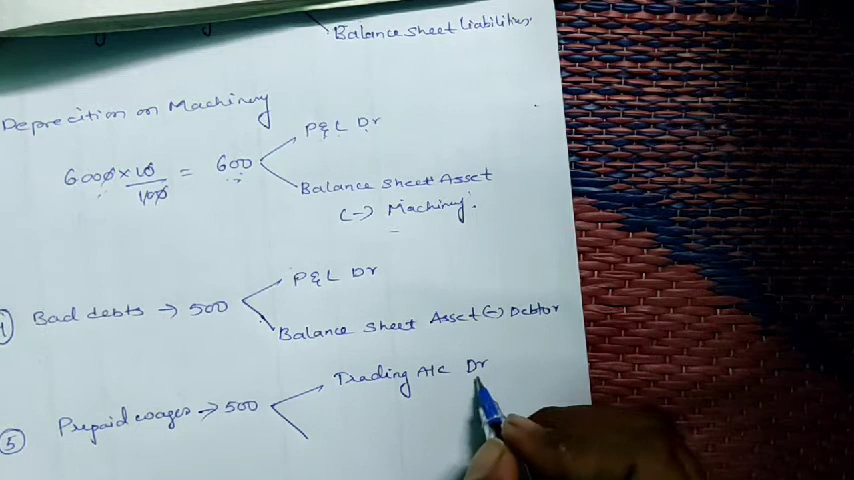 Balance sheet liabilities.
Deprecition on Machinery
P&L Dr
6000 × 10 / 100 = 600
Balance sheet Asset
(-) Machinery.
P&L Dr
4) Bad debts → 500
Balance sheet Asset (-) Debtor
Trading A/C Dr
5 Prepaid wages → 500